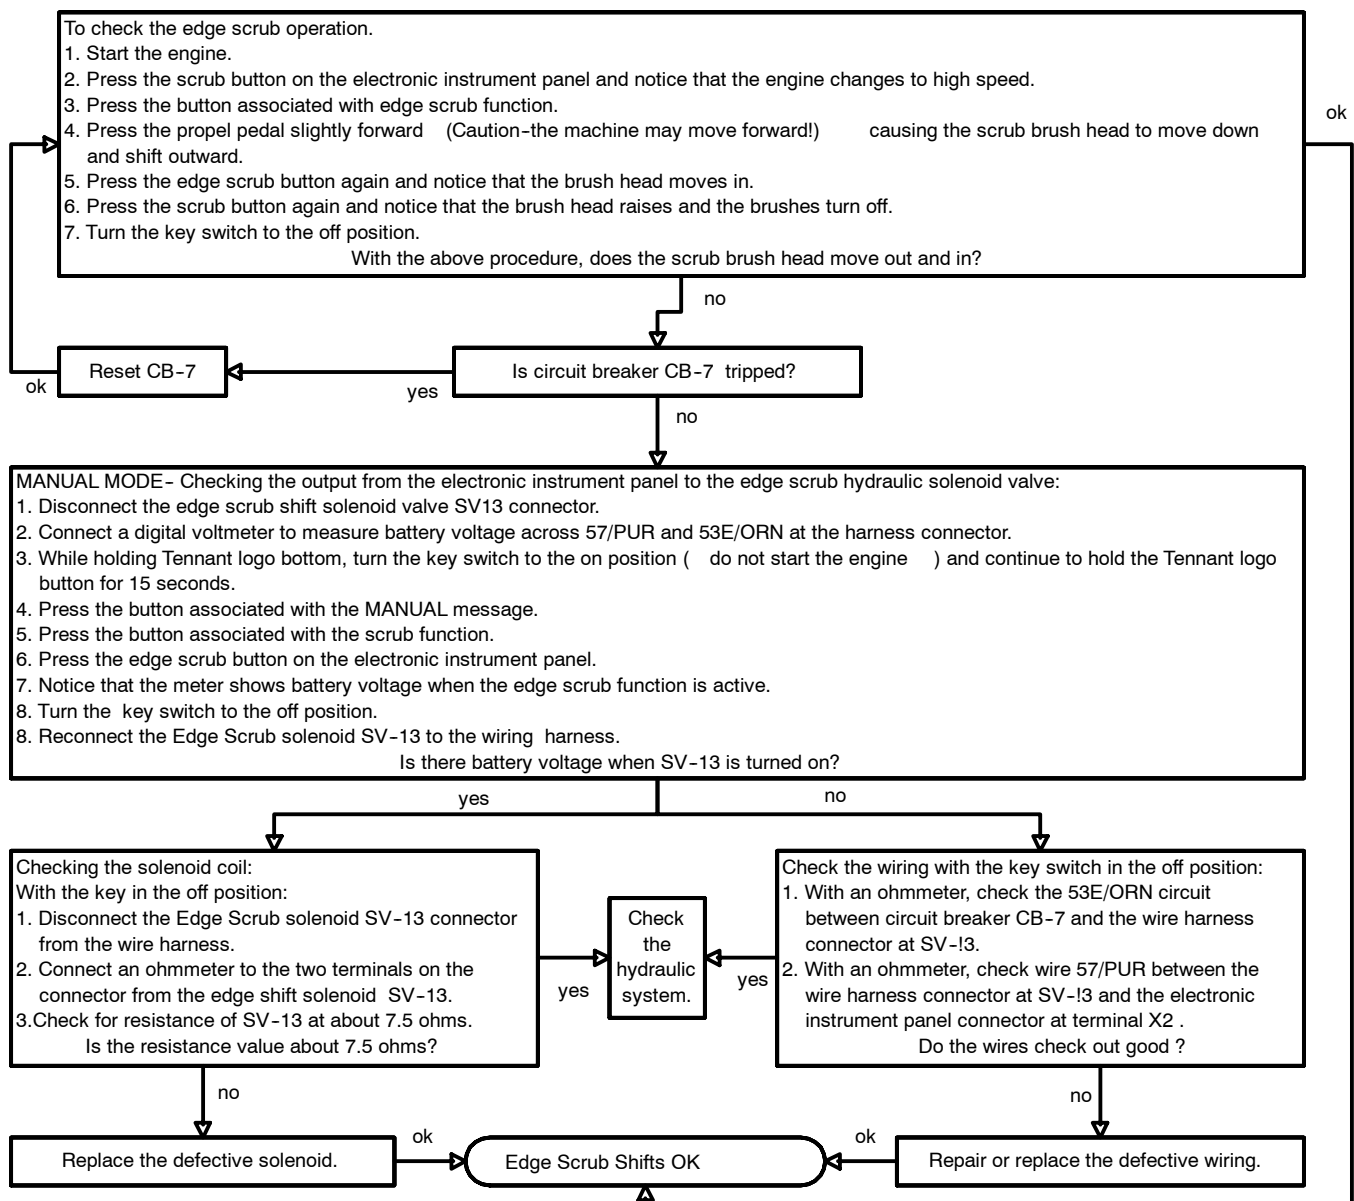 To check the edge scrub operation.
1. Start the engine.
2. Press the scrub button on the electronic instrument panel and notice that the engine changes to high speed.
3. Press the button associated with edge scrub function.
4. Press the propel pedal slightly forward (Caution-the machine may move forward!) causing the scrub brush head to move down
and shift outward.
5. Press the edge scrub button again and notice that the brush head moves in.
6. Press the scrub button again and notice that the brush head raises and the brushes turn off.
7. Turn the key switch to the off position.
With the above procedure, does the scrub brush head move out and in?
ok
no
Reset CB-7
Is circuit breaker CB-7 tripped?
ok
yes
no
MANUAL MODE- Checking the output from the electronic instrument panel to the edge scrub hydraulic solenoid valve:
1. Disconnect the edge scrub shift solenoid valve SV13 connector.
2. Connect a digital voltmeter to measure battery voltage across 57/PUR and 53E/ORN at the harness connector.
3. While holding Tennant logo bottom, turn the key switch to the on position ( do not start the engine ) and continue to hold the Tennant logo
button for 15 seconds.
4. Press the button associated with the MANUAL message.
5. Press the button associated with the scrub function.
6. Press the edge scrub button on the electronic instrument panel.
7. Notice that the meter shows battery voltage when the edge scrub function is active.
8. Turn the key switch to the off position.
8. Reconnect the Edge Scrub solenoid SV-13 to the wiring harness.
Is there battery voltage when SV-13 is turned on?
yes
no
Checking the solenoid coil:
With the key in the off position:
1. Disconnect the Edge Scrub solenoid SV-13 connector
from the wire harness.
2. Connect an ohmmeter to the two terminals on the
connector from the edge shift solenoid SV-13.
3.Check for resistance of SV-13 at about 7.5 ohms.
Is the resistance value about 7.5 ohms?
yes
Check
the
hydraulic
system.
yes
Check the wiring with the key switch in the off position:
1. With an ohmmeter, check the 53E/ORN circuit
between circuit breaker CB-7 and the wire harness
connector at SV-!3.
2. With an ohmmeter, check wire 57/PUR between the
wire harness connector at SV-!3 and the electronic
instrument panel connector at terminal X2 .
Do the wires check out good ?
no
no
Replace the defective solenoid.
ok
Edge Scrub Shifts OK
ok
Repair or replace the defective wiring.